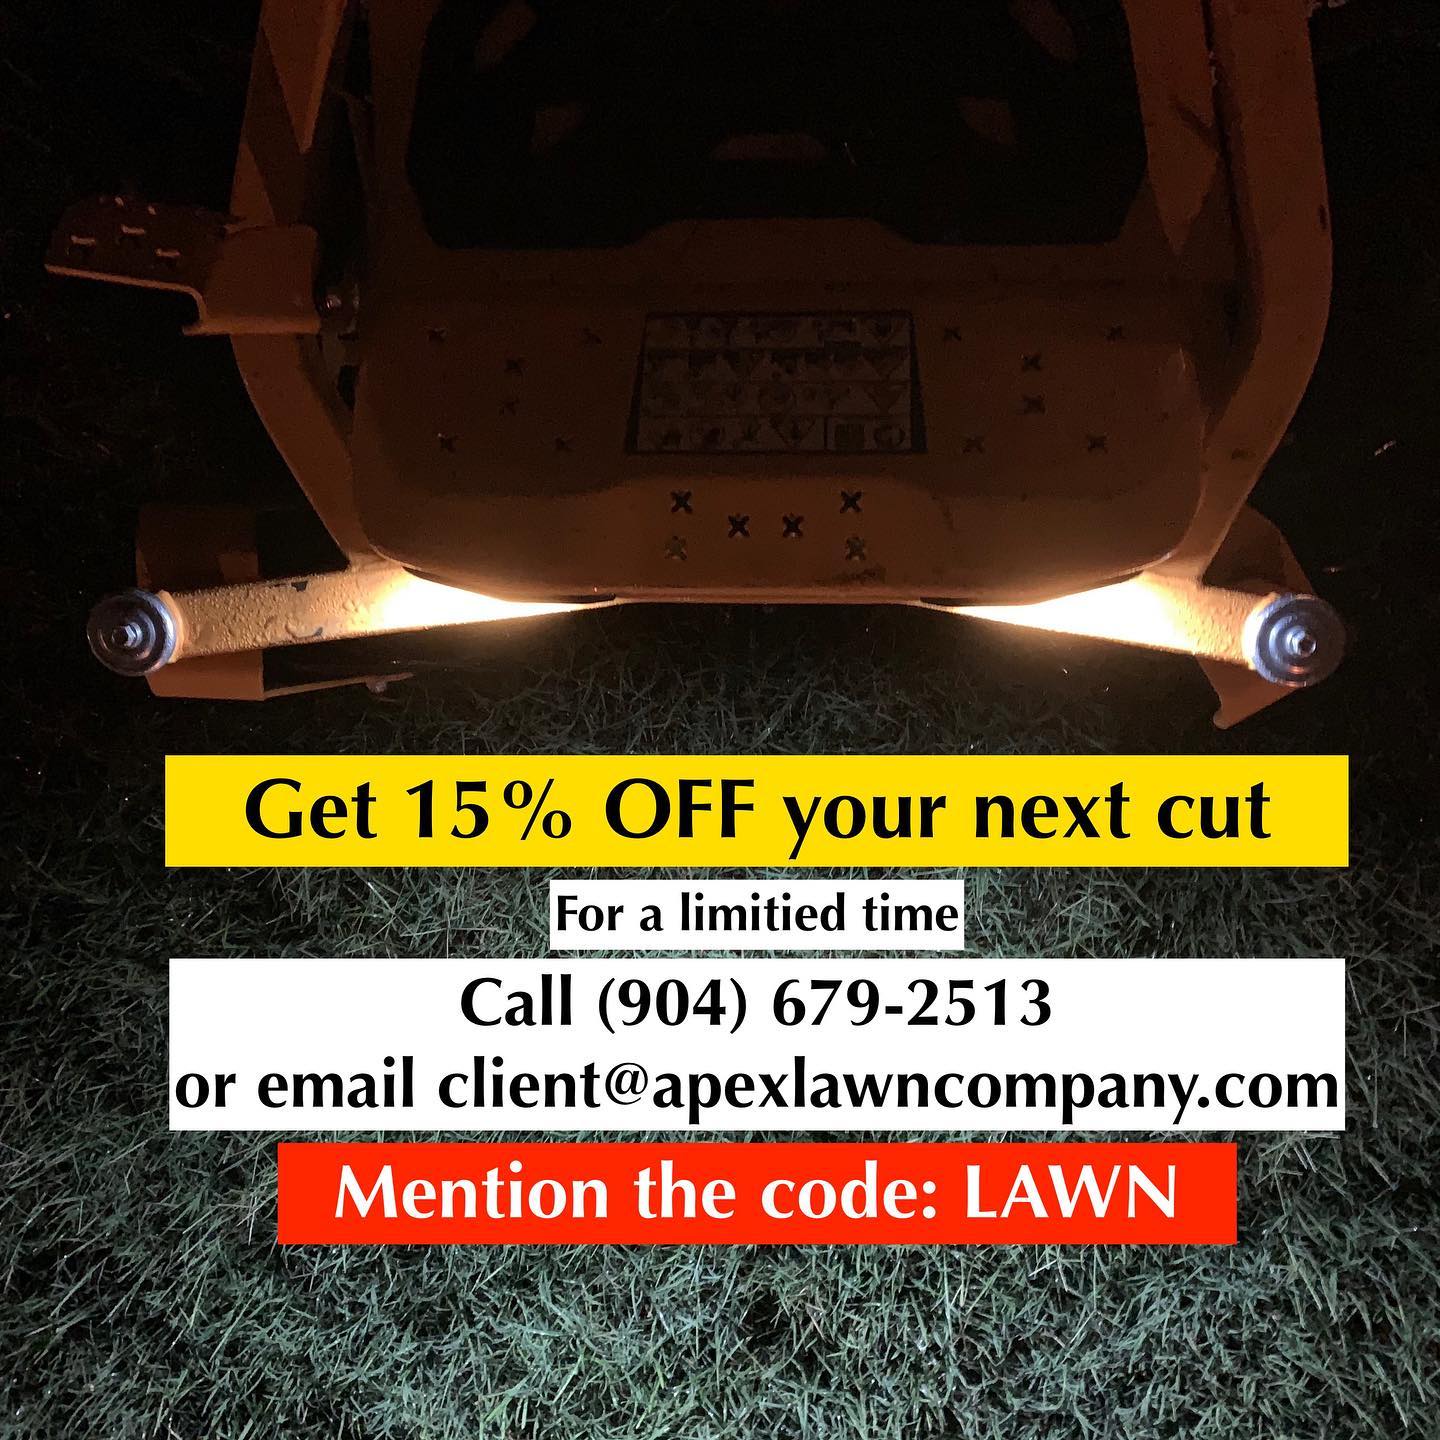 Get 15% OFF your next cut
For a limitied time
Call (904) 679-2513
or email client@apexlawncompany.com
Mention the code: LAWN